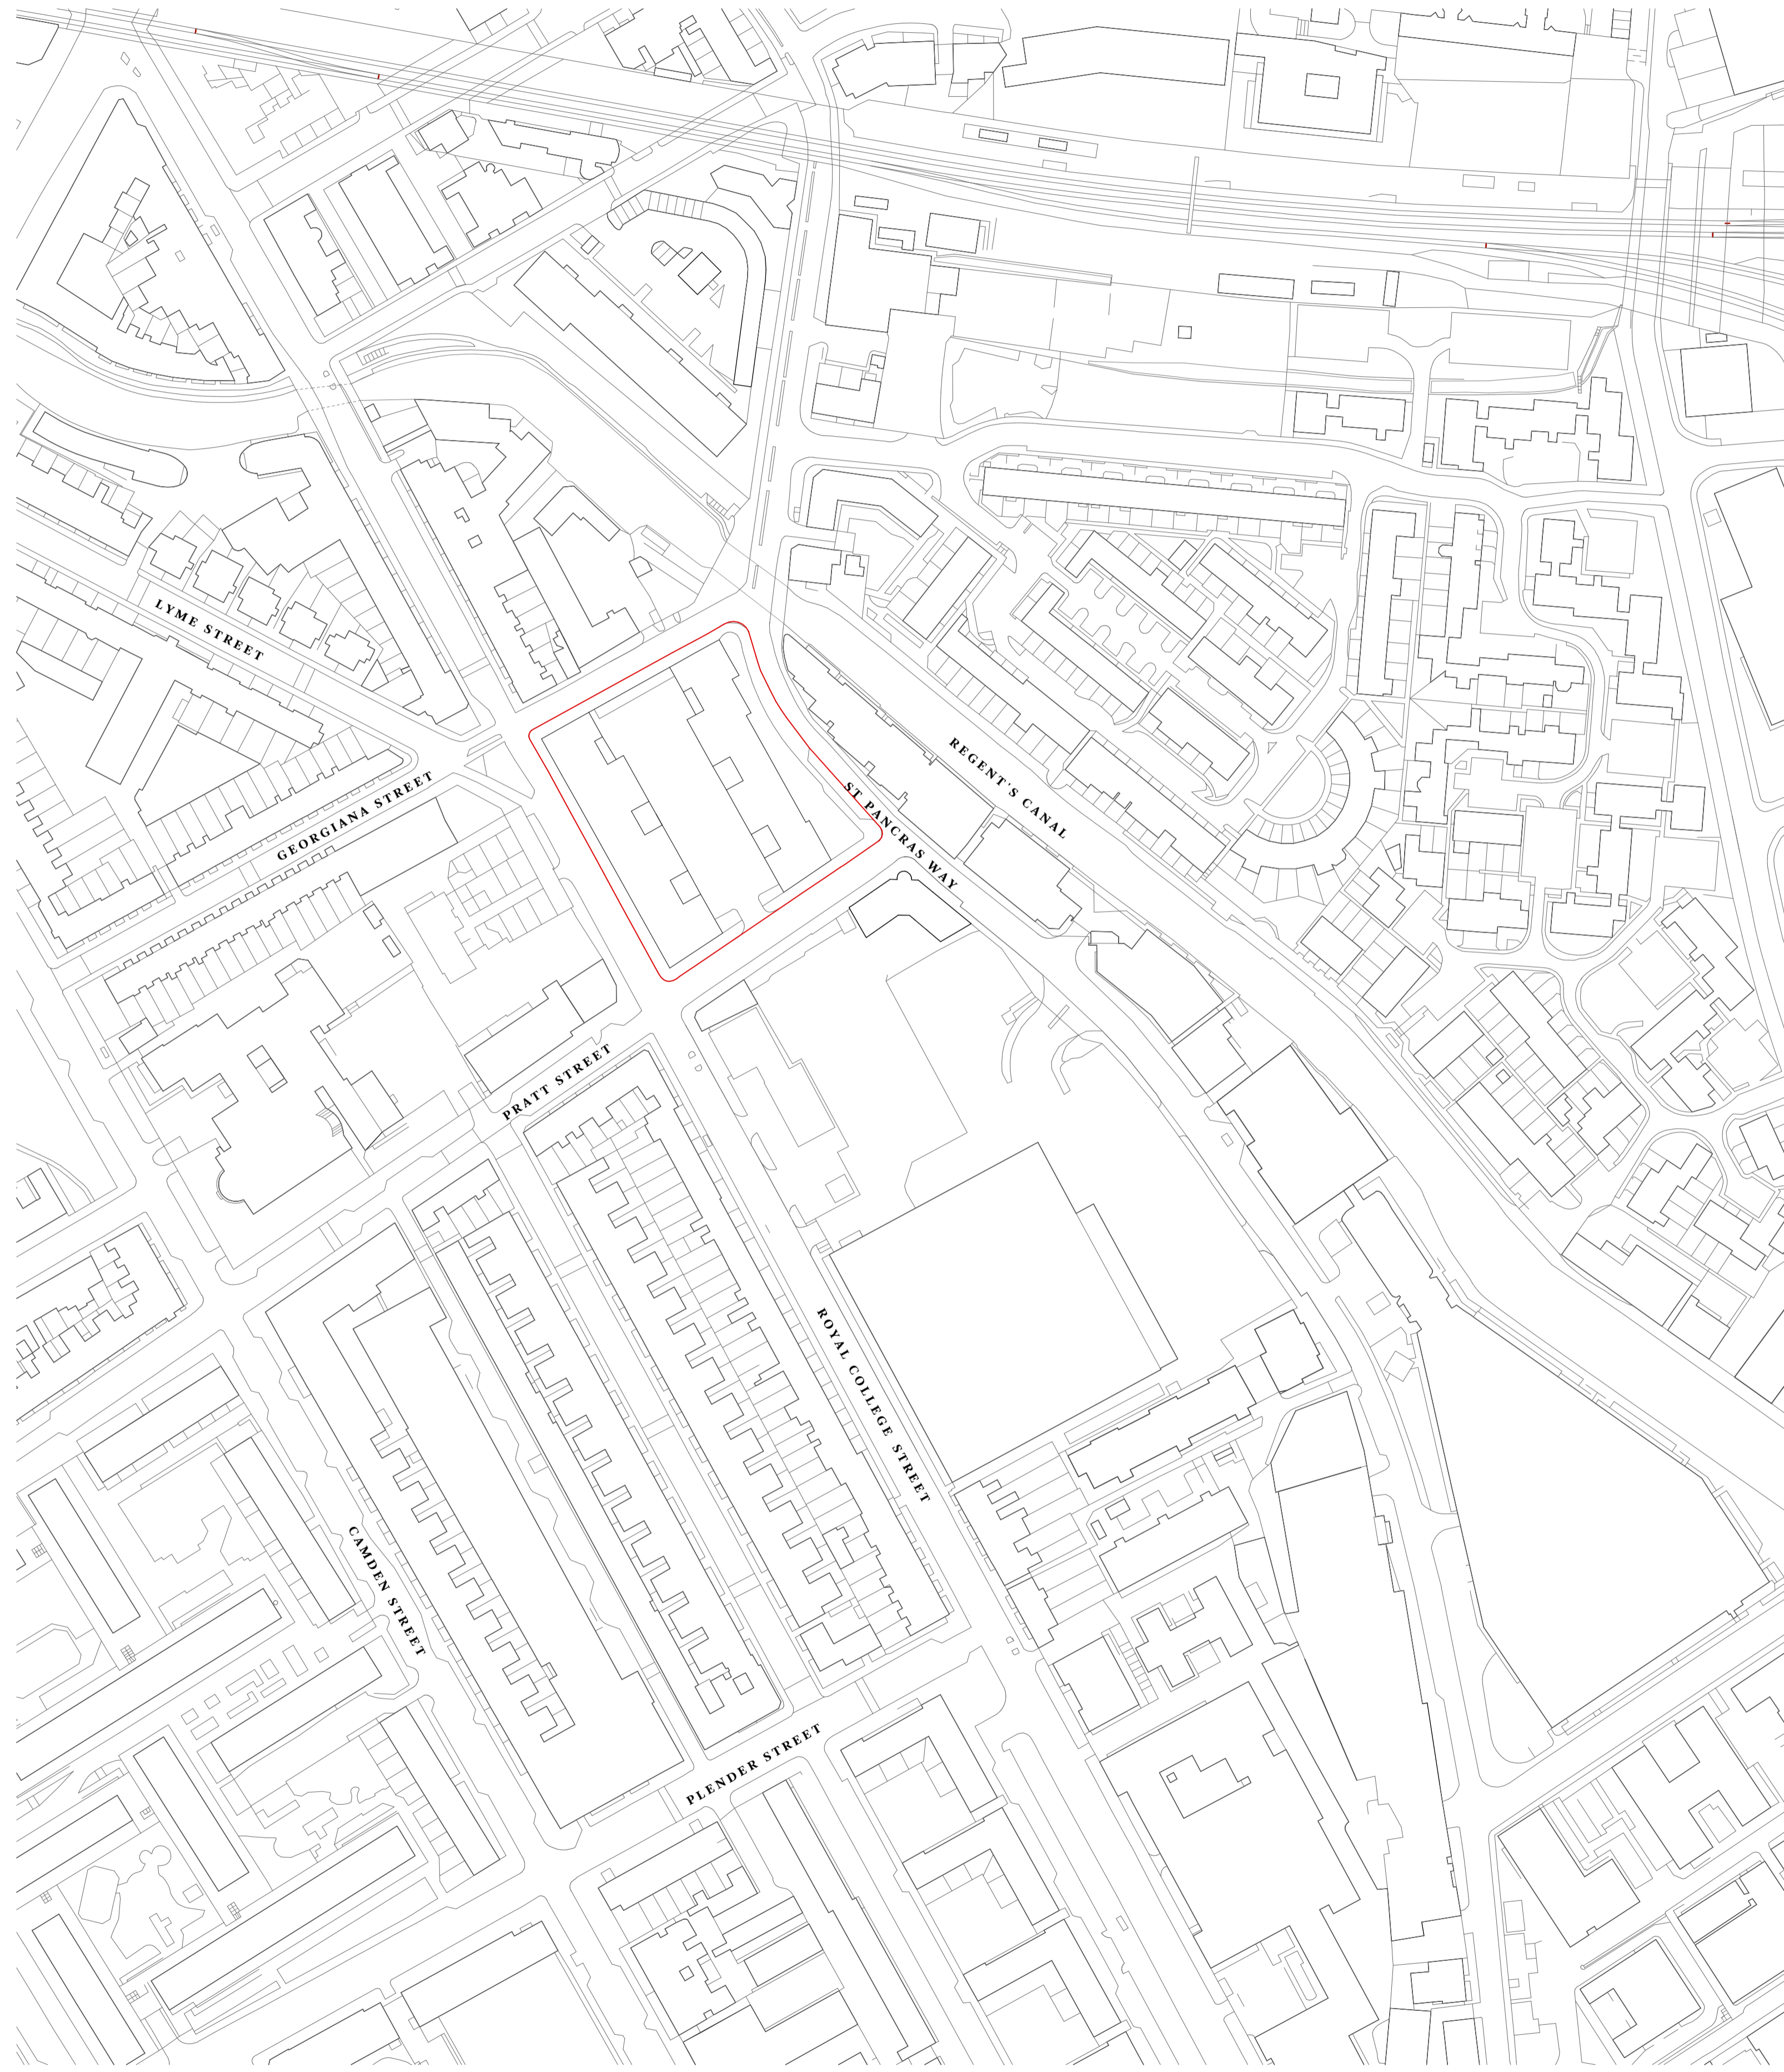 LYME STREET
REGENT'S CANAL
GEORGIANA STREET
ST PANCRAS WAY
PRATT STREET
ROYAL COLLEGE STREET
CAMDEN STREET
PLENDER STREET